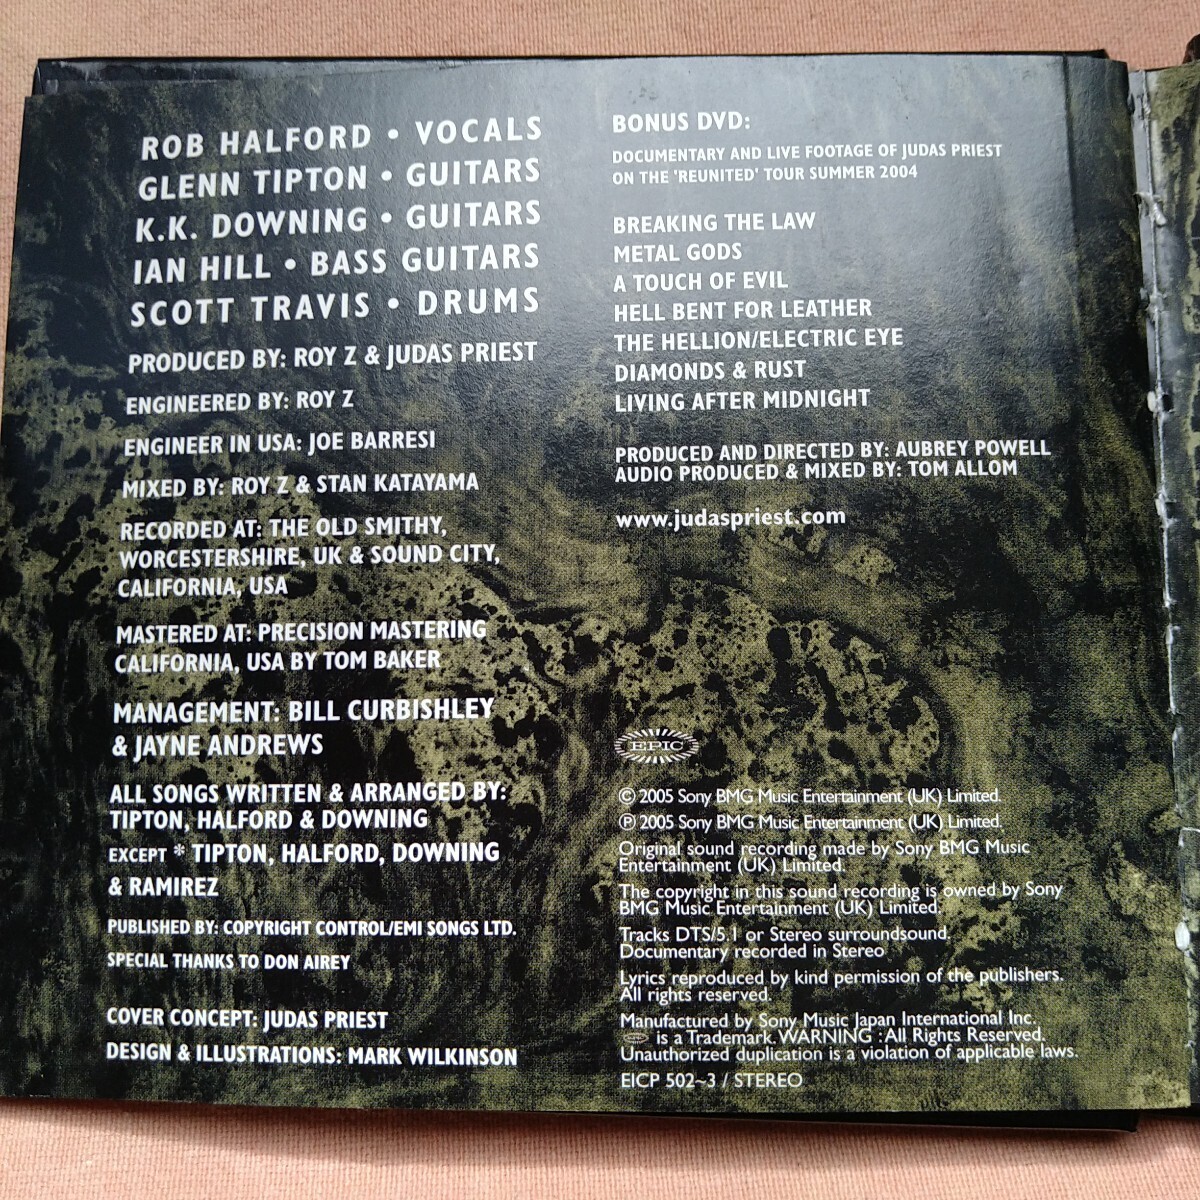 ROB HALFORD • VOCALS
GLENN TIPTON • GUITARS
K.K. DOWNING • GUITARS
IAN HILL • BASS GUITARS
SCOTT TRAVIS • DRUMS
PRODUCED BY: ROY Z & JUDAS PRIEST
ENGINEERED BY: ROY Z
ENGINEER IN USA: JOE BARRESI
MIXED BY: ROY Z & STAN KATAYAMA
RECORDED AT: THE OLD SMITHY,
WORCESTERSHIRE, UK & SOUND CITY,
CALIFORNIA, USA
MASTERED AT: PRECISION MASTERING
CALIFORNIA, USA BY TOM BAKER
MANAGEMENT: BILL CURBISHLEY
& JAYNE ANDREWS
ALL SONGS WRITTEN & ARRANGED BY:
TIPTON, HALFORD & DOWNING
EXCEPT * TIPTON, HALFORD, DOWNING
& RAMIREZ
PUBLISHED BY: COPYRIGHT CONTROL/EMI SONGS LTD.
SPECIAL THANKS TO DON AIREY
COVER CONCEPT: JUDAS PRIEST
DESIGN & ILLUSTRATIONS: MARK WILKINSON
BONUS DVD:
DOCUMENTARY AND LIVE FOOTAGE OF JUDAS PRIEST
ON THE 'REUNITED' TOUR SUMMER 2004
BREAKING THE LAW
METAL GODS
A TOUCH OF EVIL
HELL BENT FOR LEATHER
THE HELLION/ELECTRIC EYE
DIAMONDS & RUST
LIVING AFTER MIDNIGHT
PRODUCED AND DIRECTED BY: AUBREY POWELL
AUDIO PRODUCED & MIXED BY: TOM ALLOM
www.judaspriest.com
EPIC
© 2005 Sony BMG Music Entertainment (UK) Limited.
℗ 2005 Sony BMG Music Entertainment (UK) Limited.
Original sound recording made by Sony BMG Music
Entertainment (UK) Limited.
The copyright in this sound recording is owned by Sony
BMG Music Entertainment (UK) Limited.
Tracks DTS/5.1 or Stereo surroundsound.
Documentary recorded in Stereo
Lyrics reproduced by kind permission of the publishers.
All rights reserved.
Manufactured by Sony Music Japan International Inc.
is a Trademark. WARNING : All Rights Reserved.
Unauthorized duplication is a violation of applicable laws.
EICP 502~3 / STEREO